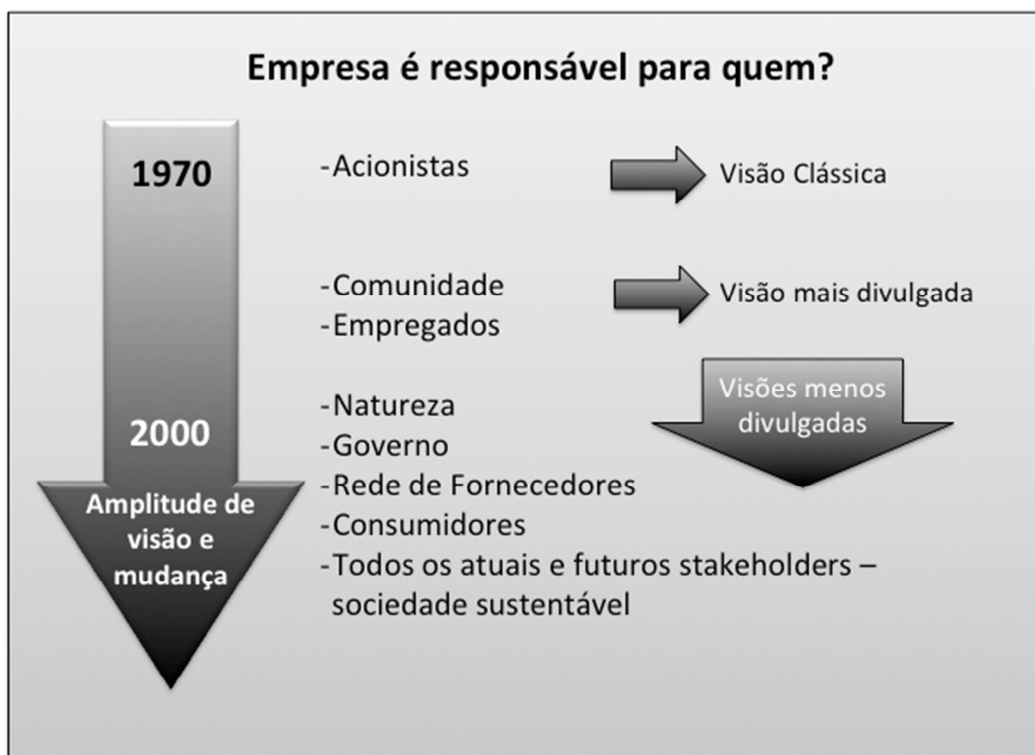 Empresa é responsável para quem?
1970
-Acionistas
Visão Clássica
-Comunidade
-Empregados
Visão mais divulgada
Visões menos
divulgadas
2000
-Natureza
-Governo
-Rede de Fornecedores
-Consumidores
-Todos os atuais e futuros stakeholders –
sociedade sustentável
Amplitude de
visão e
mudança